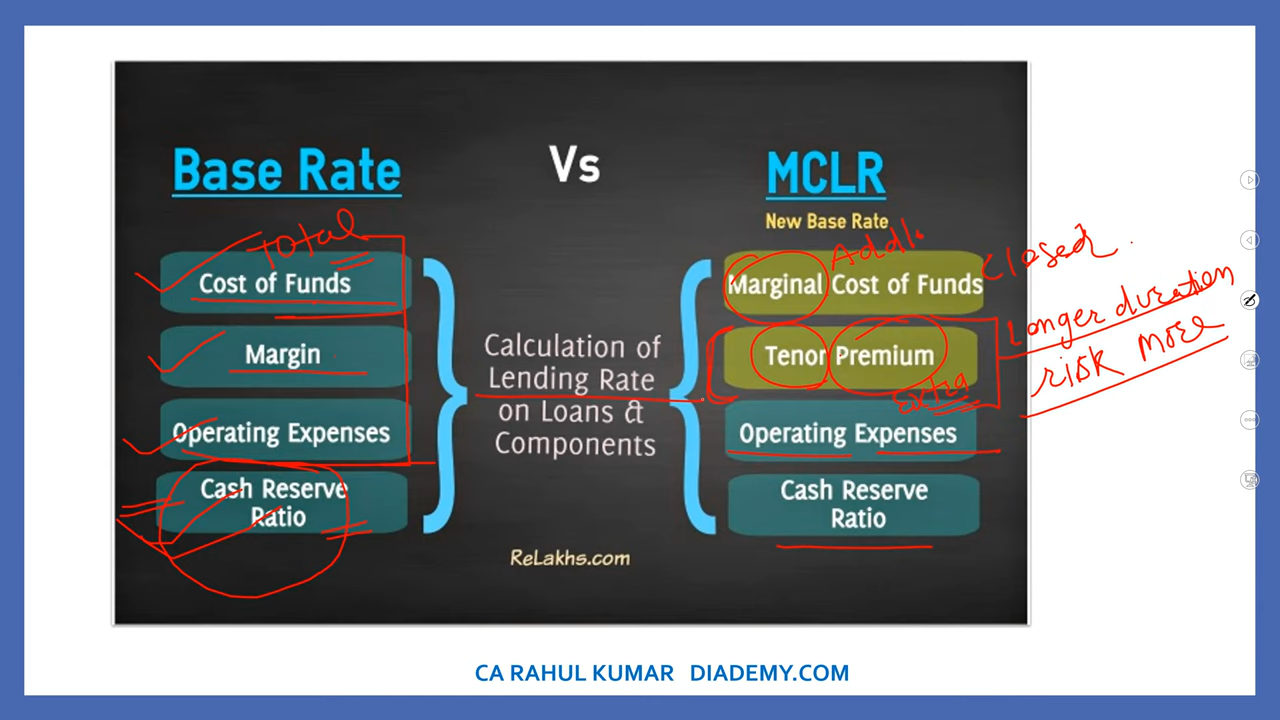 Base Rate
Vs
MCLR
New Base Rate
Total
Cost of Funds
Margin
Operating Expenses
Cash Reserve
Ratio
Calculation of
Lending Rate
on Loans &
Components
Addl.
Marginal Cost of Funds
Closed
Tenor Premium
Extra
Longer duration
risk more
Operating Expenses
Cash Reserve
Ratio
ReLakhs.com
CA RAHUL KUMAR DIADEMY.COM